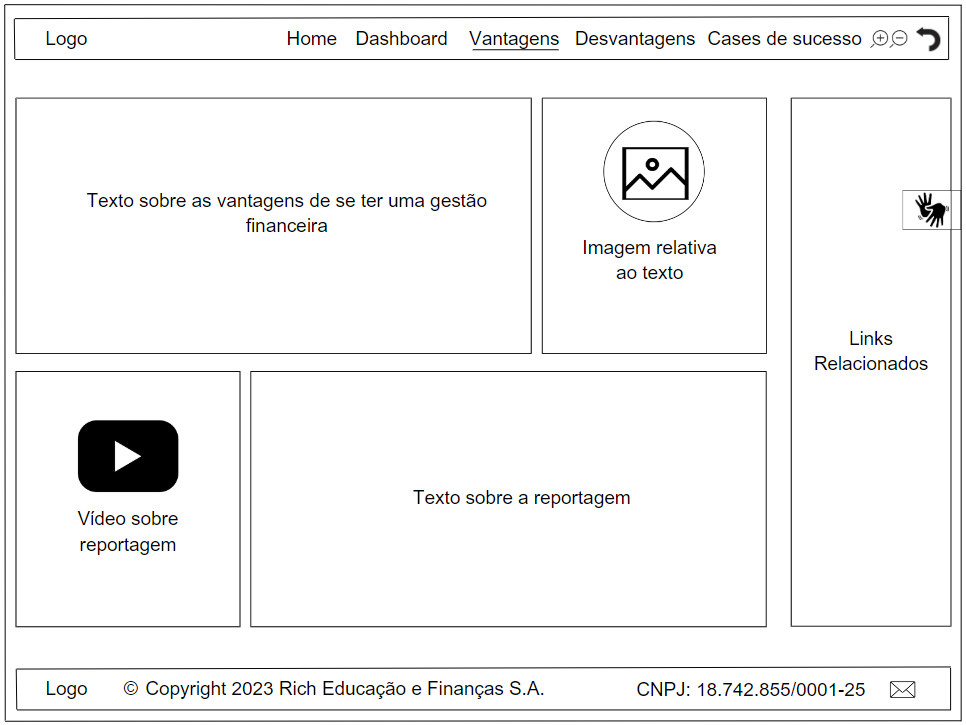 Logo
Home Dashboard Vantagens Desvantagens Cases de sucesso
Texto sobre as vantagens de se ter uma gestão
financeira
Imagem relativa
ao texto
Links
Relacionados
Vídeo sobre
reportagem
Texto sobre a reportagem
Logo
© Copyright 2023 Rich Educação e Finanças S.A.
CNPJ: 18.742.855/0001-25